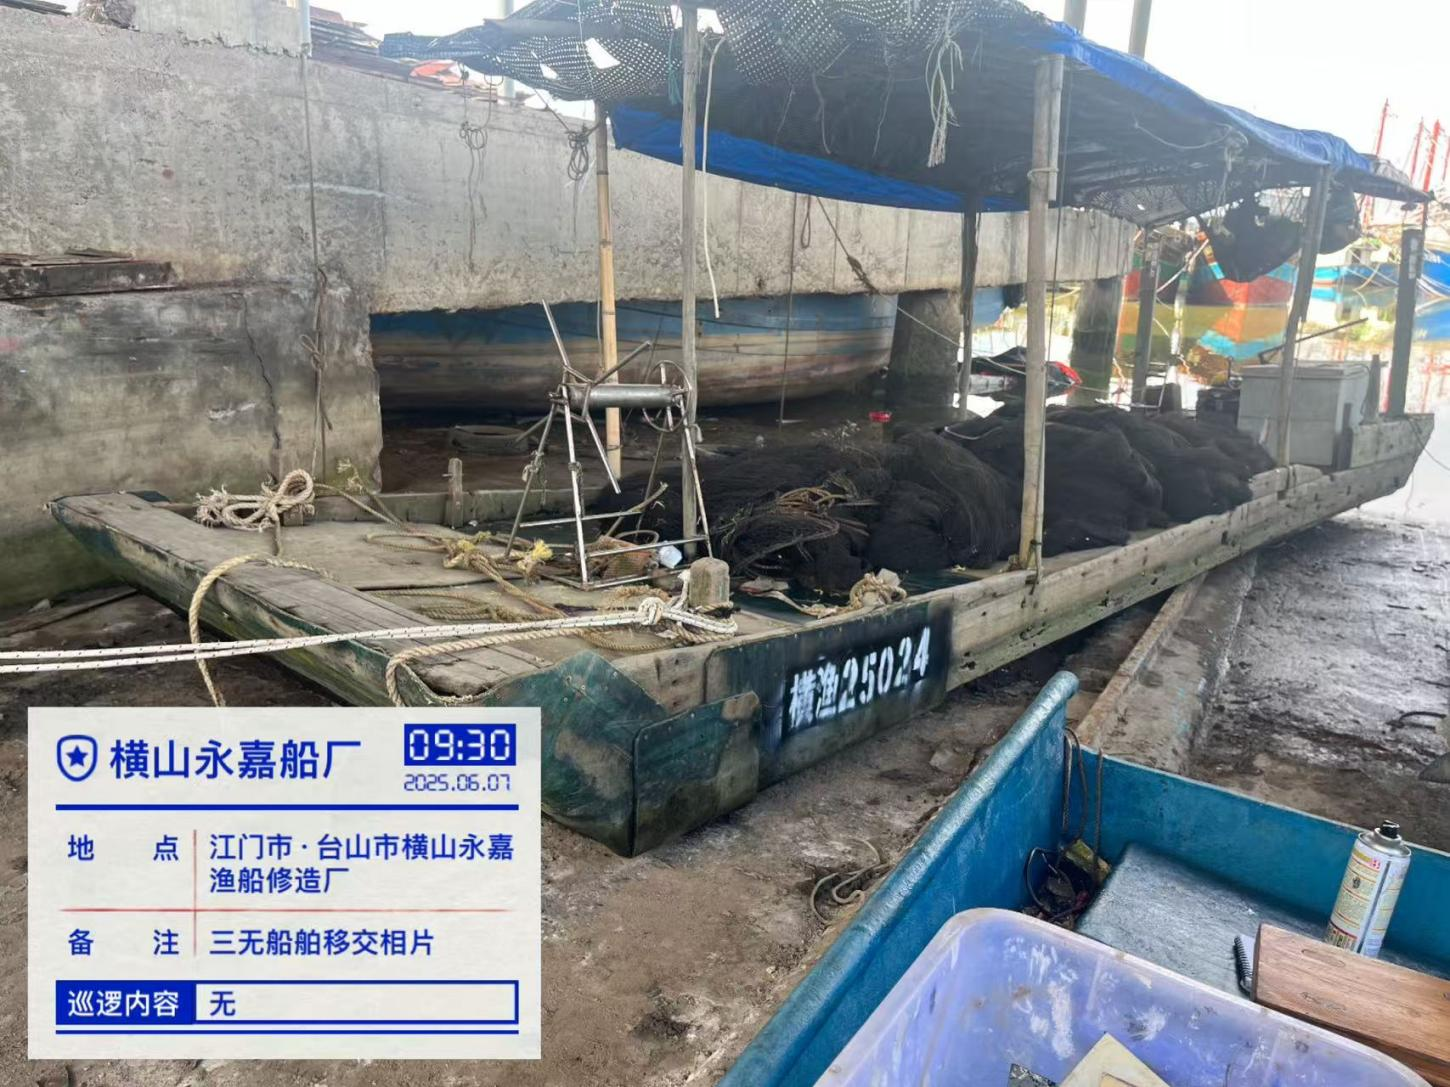 横渔25024
横山永嘉船厂
09:30
2025.06.07
地 点
江门市·台山市横山永嘉
渔船修造厂
备 注
三无船舶移交相片
巡逻内容
无